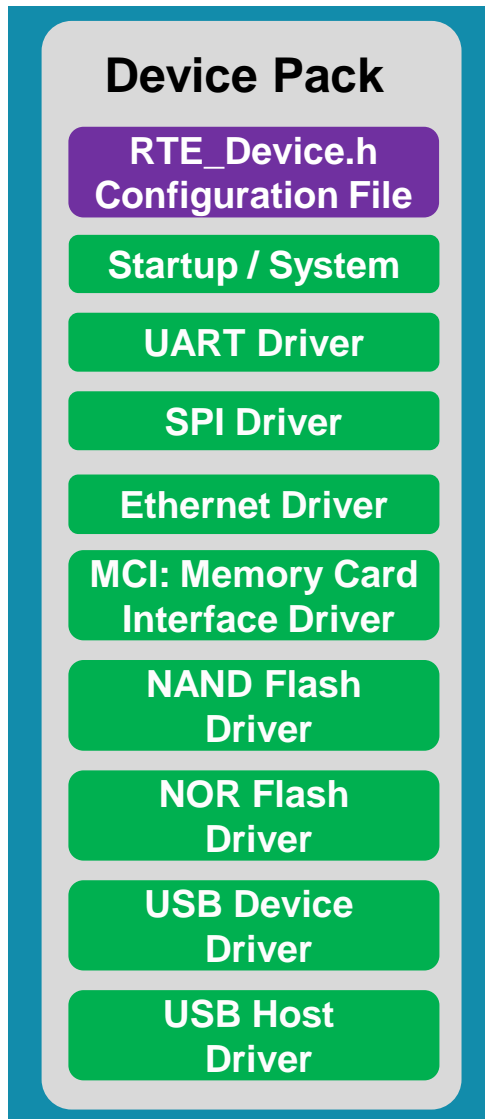 Device Pack
RTE_Device.h
Configuration File
Startup / System
UART Driver
SPI Driver
Ethernet Driver
MCI: Memory Card
Interface Driver
NAND Flash
Driver
NOR Flash
Driver
USB Device
Driver
USB Host
Driver